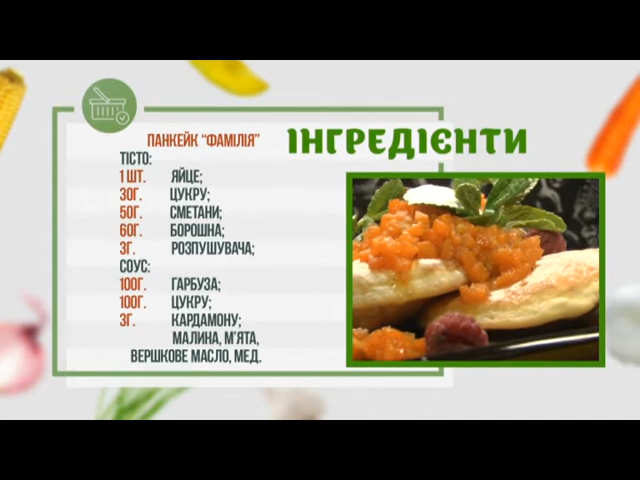 ІНГРЕДІЄНТИ
ПАНКЕЙК “ФАМІЛІЯ”
ТІСТО:
1 ШТ. ЯЙЦЕ;
30Г. ЦУКРУ;
50Г. СМЕТАНИ;
60Г. БОРОШНА;
3Г. РОЗПУШУВАЧА;
СОУС:
100Г. ГАРБУЗА;
100Г. ЦУКРУ;
3Г. КАРДАМОНУ;
МАЛИНА, М'ЯТА,
ВЕРШКОВЕ МАСЛО, МЕД.